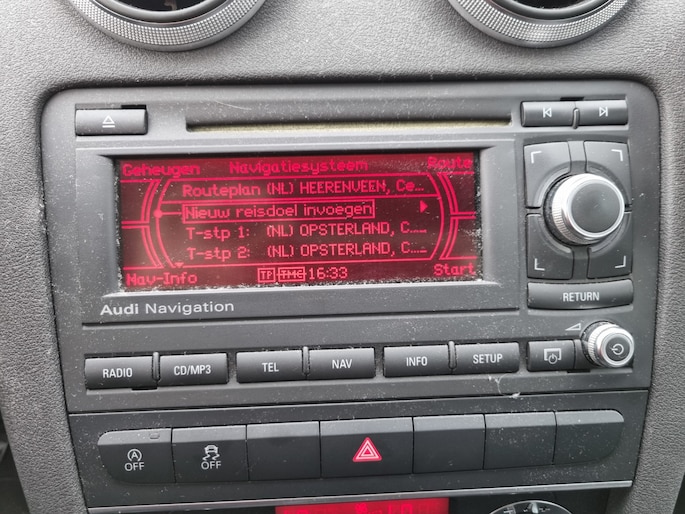 Geheugen Navigatiesysteem Route
Routeplan (NL) HEERENVEEN, Ce...
Nieuw reisdoel invoegen
T-stp 1: (NL) OPSTERLAND, C...
T-stp 2: (NL) OPSTERLAND, C...
Nav-Info TP TMC 16:33 Start
Audi Navigation
RETURN
RADIO CD/MP3 TEL NAV INFO SETUP
A OFF OFF